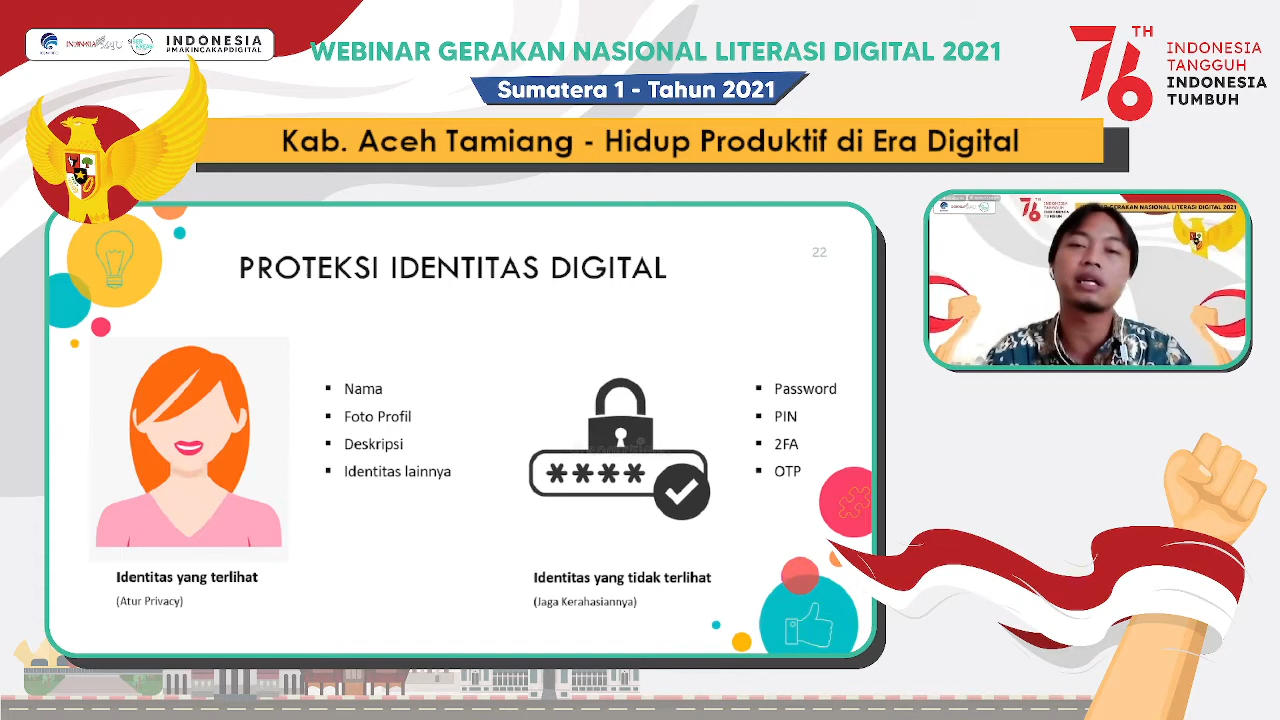 INDONESIA
#MAKINCAKAPDIGITAL
WEBINAR GERAKAN NASIONAL LITERASI DIGITAL 2021
Sumatera 1 - Tahun 2021
76 TH
INDONESIA
TANGGUH
INDONESIA
TUMBUH
Kab. Aceh Tamiang - Hidup Produktif di Era Digital
22
PROTEKSI IDENTITAS DIGITAL
Nama
Foto Profil
Deskripsi
Identitas lainnya
Password
PIN
2FA
OTP
Identitas yang terlihat
(Atur Privacy)
Identitas yang tidak terlihat
(Jaga Kerahasiannya)